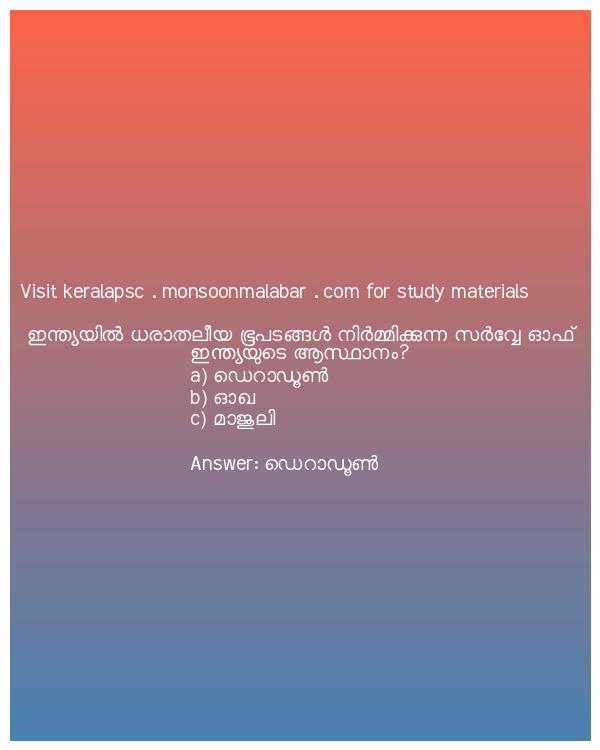 Visit keralapsc . monsoonmalabar . com for study materials
ഇന്ത്യയിൽ ധരാതലീയ ഭൂപടങ്ങൾ നിർമ്മിക്കുന്ന സർവ്വേ ഓഫ്
ഇന്ത്യയുടെ ആസ്ഥാനം?
a) ഡെറാഡൂൺ
b) ഓഖ
c) മാജുലി
Answer: ഡെറാഡൂൺ